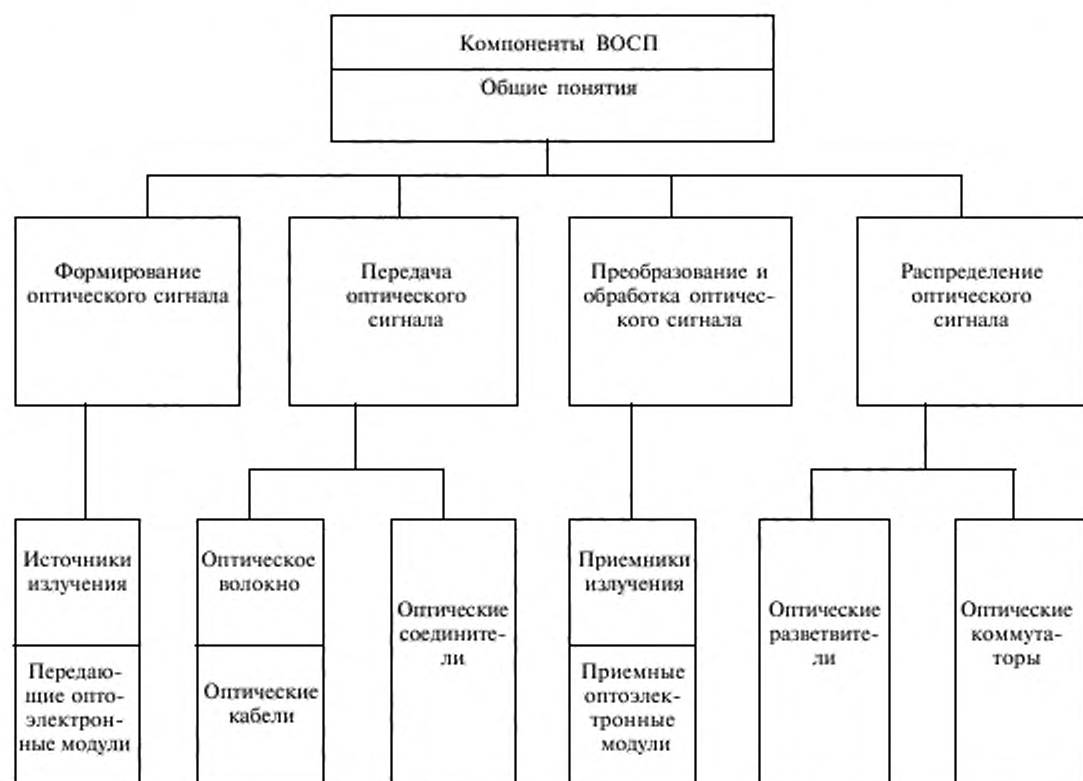 Компоненты ВОСП
Общие понятия
Формирование
оптического сигнала
Передача
оптического
сигнала
Преобразование и
обработка оптичес-
кого сигнала
Распределение
оптического
сигнала
Источники
излучения
Передаю-
щие опто-
электрон-
ные модули
Оптическое
волокно
Оптические
кабели
Оптические
соедините-
ли
Приемники
излучения
Приемные
оптоэлек-
тронные
модули
Оптические
разветвите-
ли
Оптические
коммута-
торы